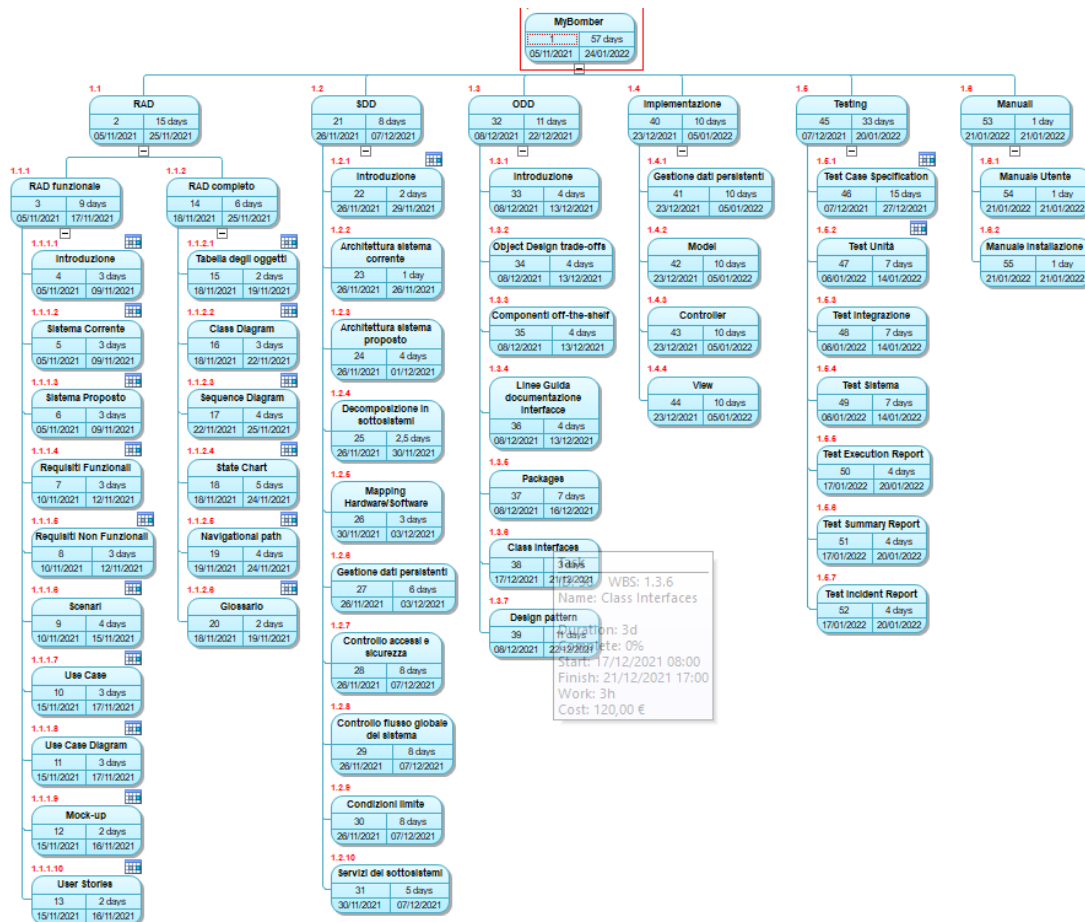 MyBomber
1 57 days
05/11/2021 24/01/2022
1.1
RAD
2 15 days
05/11/2021 25/11/2021
1.1.1
RAD funzionale
3 9 days
05/11/2021 17/11/2021
1.1.1.1
Introduzione
4 3 days
05/11/2021 09/11/2021
1.1.1.2
Sistema Corrente
5 3 days
05/11/2021 09/11/2021
1.1.1.3
Sistema Proposto
6 3 days
05/11/2021 09/11/2021
1.1.1.4
Requisiti Funzionali
7 3 days
10/11/2021 12/11/2021
1.1.1.5
Requisiti Non Funzionali
8 3 days
10/11/2021 12/11/2021
1.1.1.6
Scenari
9 4 days
10/11/2021 15/11/2021
1.1.1.7
Use Case
10 3 days
15/11/2021 17/11/2021
1.1.1.8
Use Case Diagram
11 3 days
15/11/2021 17/11/2021
1.1.1.9
Mock-up
12 2 days
15/11/2021 16/11/2021
1.1.1.10
User Stories
13 2 days
15/11/2021 16/11/2021
1.1.2
RAD completo
14 6 days
18/11/2021 25/11/2021
1.1.2.1
Tabella degli oggetti
15 2 days
18/11/2021 19/11/2021
1.1.2.2
Class Diagram
16 3 days
18/11/2021 22/11/2021
1.1.2.3
Sequence Diagram
17 4 days
22/11/2021 25/11/2021
1.1.2.4
State Chart
18 5 days
18/11/2021 24/11/2021
1.1.2.5
Navigational path
19 4 days
19/11/2021 24/11/2021
1.1.2.6
Glossario
20 2 days
18/11/2021 19/11/2021
1.2
SDD
21 8 days
26/11/2021 07/12/2021
1.2.1
Introduzione
22 2 days
26/11/2021 29/11/2021
1.2.2
Architettura sistema
corrente
23 1 day
26/11/2021 26/11/2021
1.2.3
Architettura sistema
proposto
24 4 days
26/11/2021 01/12/2021
1.2.4
Decomposizione in
sottosistemi
25 2,5 days
26/11/2021 30/11/2021
1.2.5
Mapping
Hardware/Software
26 3 days
30/11/2021 03/12/2021
1.2.6
Gestione dati persistenti
27 6 days
26/11/2021 03/12/2021
1.2.7
Controllo accessi e
sicurezza
28 8 days
26/11/2021 07/12/2021
1.2.8
Controllo flusso globale
del sistema
29 8 days
26/11/2021 07/12/2021
1.2.9
Condizioni limite
30 8 days
26/11/2021 07/12/2021
1.2.10
Servizi dei sottosistemi
31 5 days
30/11/2021 07/12/2021
1.3
ODD
32 11 days
08/12/2021 22/12/2021
1.3.1
Introduzione
33 4 days
08/12/2021 13/12/2021
1.3.2
Object Design trade-offs
34 4 days
08/12/2021 13/12/2021
1.3.3
Componenti off-the-shelf
35 4 days
08/12/2021 13/12/2021
1.3.4
Linee Guida
documentazione
interfacce
36 4 days
08/12/2021 13/12/2021
1.3.5
Packages
37 7 days
08/12/2021 16/12/2021
1.3.6
Class Interfaces
38 3 days
17/12/2021 21/12/2021
1.3.7
Design pattern
39 11 days
08/12/2021 22/12/2021
Task
WBS: 1.3.6
Name: Class Interfaces
Duration: 3d
Complete: 0%
Start: 17/12/2021 08:00
Finish: 21/12/2021 17:00
Work: 3h
Cost: 120,00 €
1.4
Implementazione
40 10 days
23/12/2021 05/01/2022
1.4.1
Gestione dati persistenti
41 10 days
23/12/2021 05/01/2022
1.4.2
Model
42 10 days
23/12/2021 05/01/2022
1.4.3
Controller
43 10 days
23/12/2021 05/01/2022
1.4.4
View
44 10 days
23/12/2021 05/01/2022
1.5
Testing
45 33 days
07/12/2021 20/01/2022
1.5.1
Test Case Specification
46 15 days
07/12/2021 27/12/2021
1.5.2
Test Unità
47 7 days
06/01/2022 14/01/2022
1.5.3
Test Integrazione
48 7 days
06/01/2022 14/01/2022
1.5.4
Test Sistema
49 7 days
06/01/2022 14/01/2022
1.5.5
Test Execution Report
50 4 days
17/01/2022 20/01/2022
1.5.6
Test Summary Report
51 4 days
17/01/2022 20/01/2022
1.5.7
Test Incident Report
52 4 days
17/01/2022 20/01/2022
1.6
Manuali
53 1 day
21/01/2022 21/01/2022
1.6.1
Manuale Utente
54 1 day
21/01/2022 21/01/2022
1.6.2
Manuale Installazione
55 1 day
21/01/2022 21/01/2022